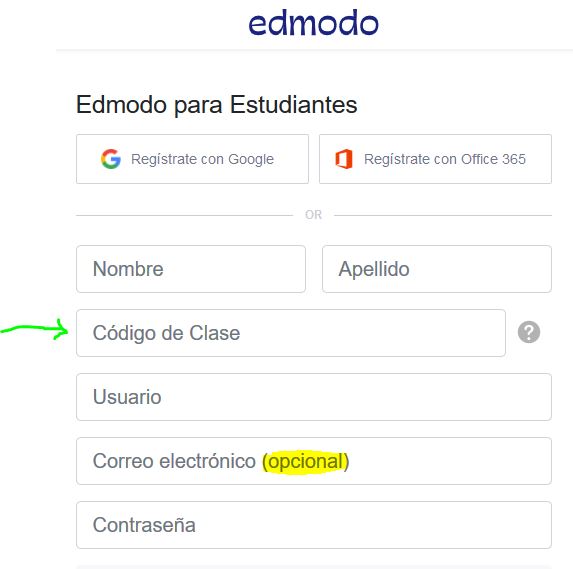 edmodo
Edmodo para Estudiantes
Regístrate con Google
Regístrate con Office 365
OR
Nombre
Apellido
Código de Clase
?
Usuario
Correo electrónico (opcional)
Contraseña